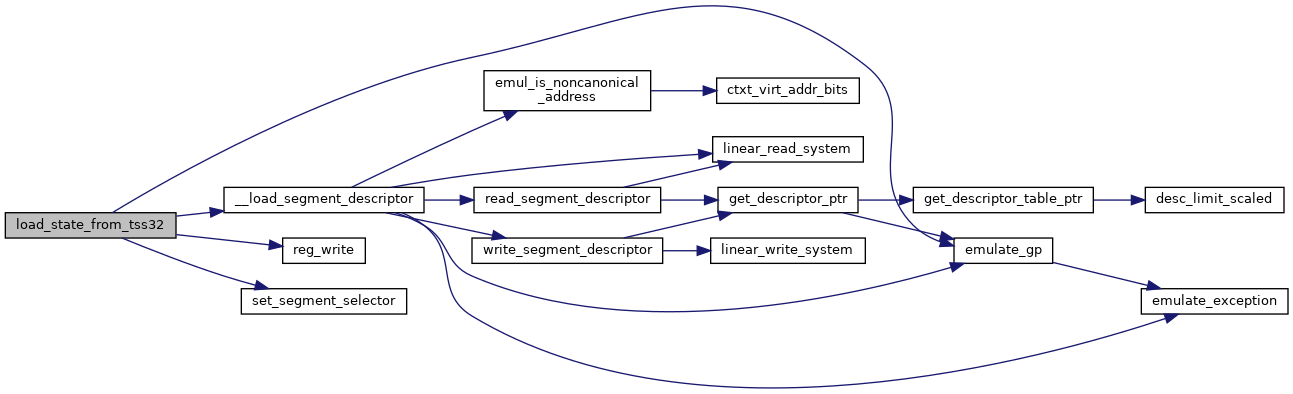 emul_is_noncanonical
_address
ctxt_virt_addr_bits
linear_read_system
__load_segment_descriptor
read_segment_descriptor
get_descriptor_ptr
get_descriptor_table_ptr
desc_limit_scaled
load_state_from_tss32
reg_write
write_segment_descriptor
linear_write_system
emulate_gp
set_segment_selector
emulate_exception